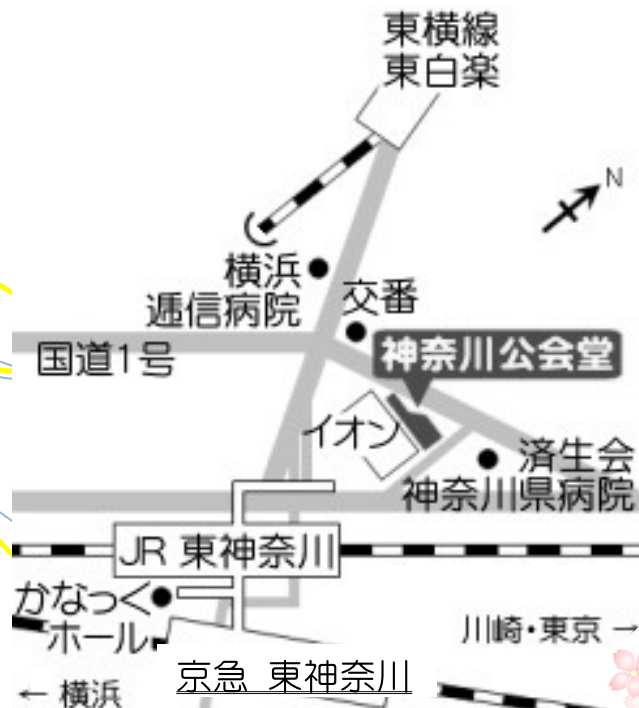 東横線
東白楽
N
横浜
逓信病院
交番
神奈川公会堂
国道1号
イオン
済生会
神奈川県病院
JR 東神奈川
かなっく
ホール
川崎・東京 →
京急 東神奈川
← 横浜